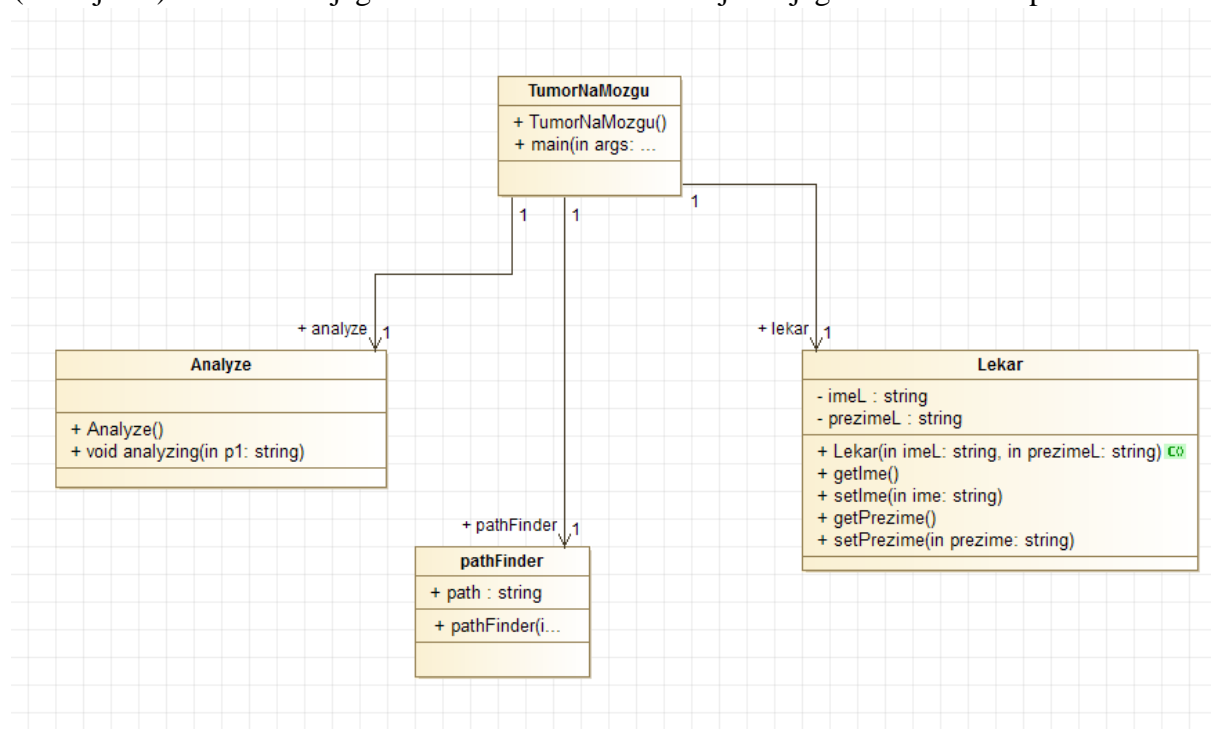 TumorNaMozgu
+ TumorNaMozgu()
+ main(in args: ...
1
1
1
+ analyze
1
+ lekar
1
Analyze
+ Analyze()
+ void analyzing(in p1: string)
Lekar
- imeL : string
- prezimeL : string
+ Lekar(in imeL: string, in prezimeL: string)
+ getIme()
+ setIme(in ime: string)
+ getPrezime()
+ setPrezime(in prezime: string)
+ pathFinder
1
pathFinder
+ path : string
+ pathFinder(i...